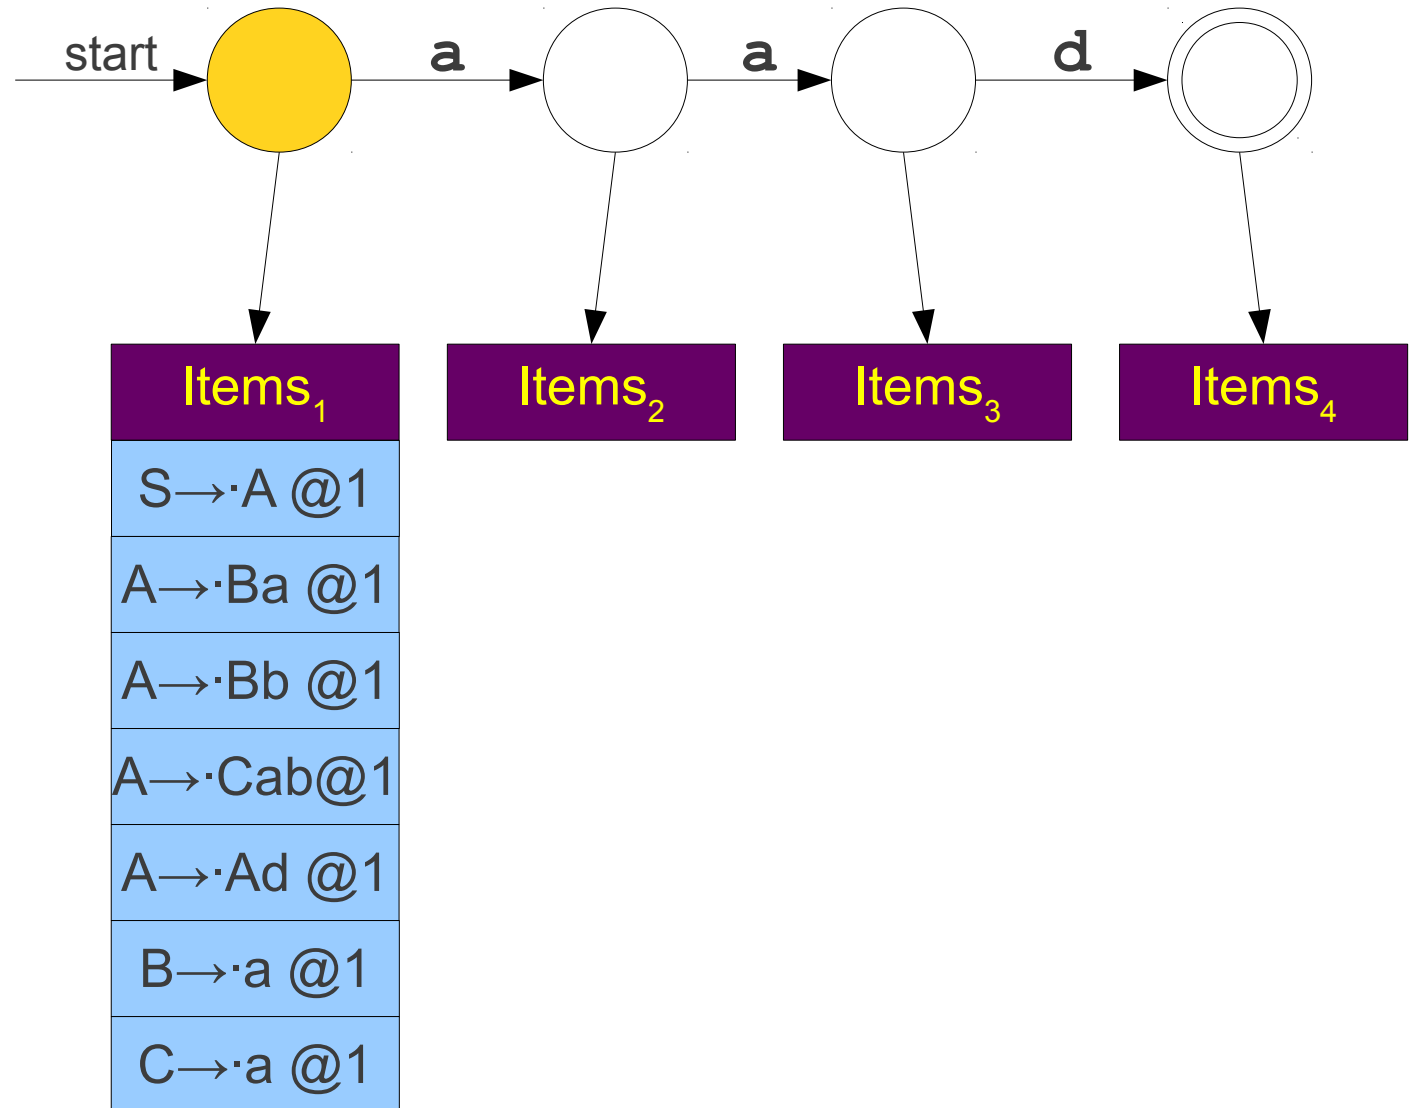 start a a d
Items₁ Items₂ Items₃ Items₄
S→·A @1
A→·Ba @1
A→·Bb @1
A→·Cab@1
A→·Ad @1
B→·a @1
C→·a @1